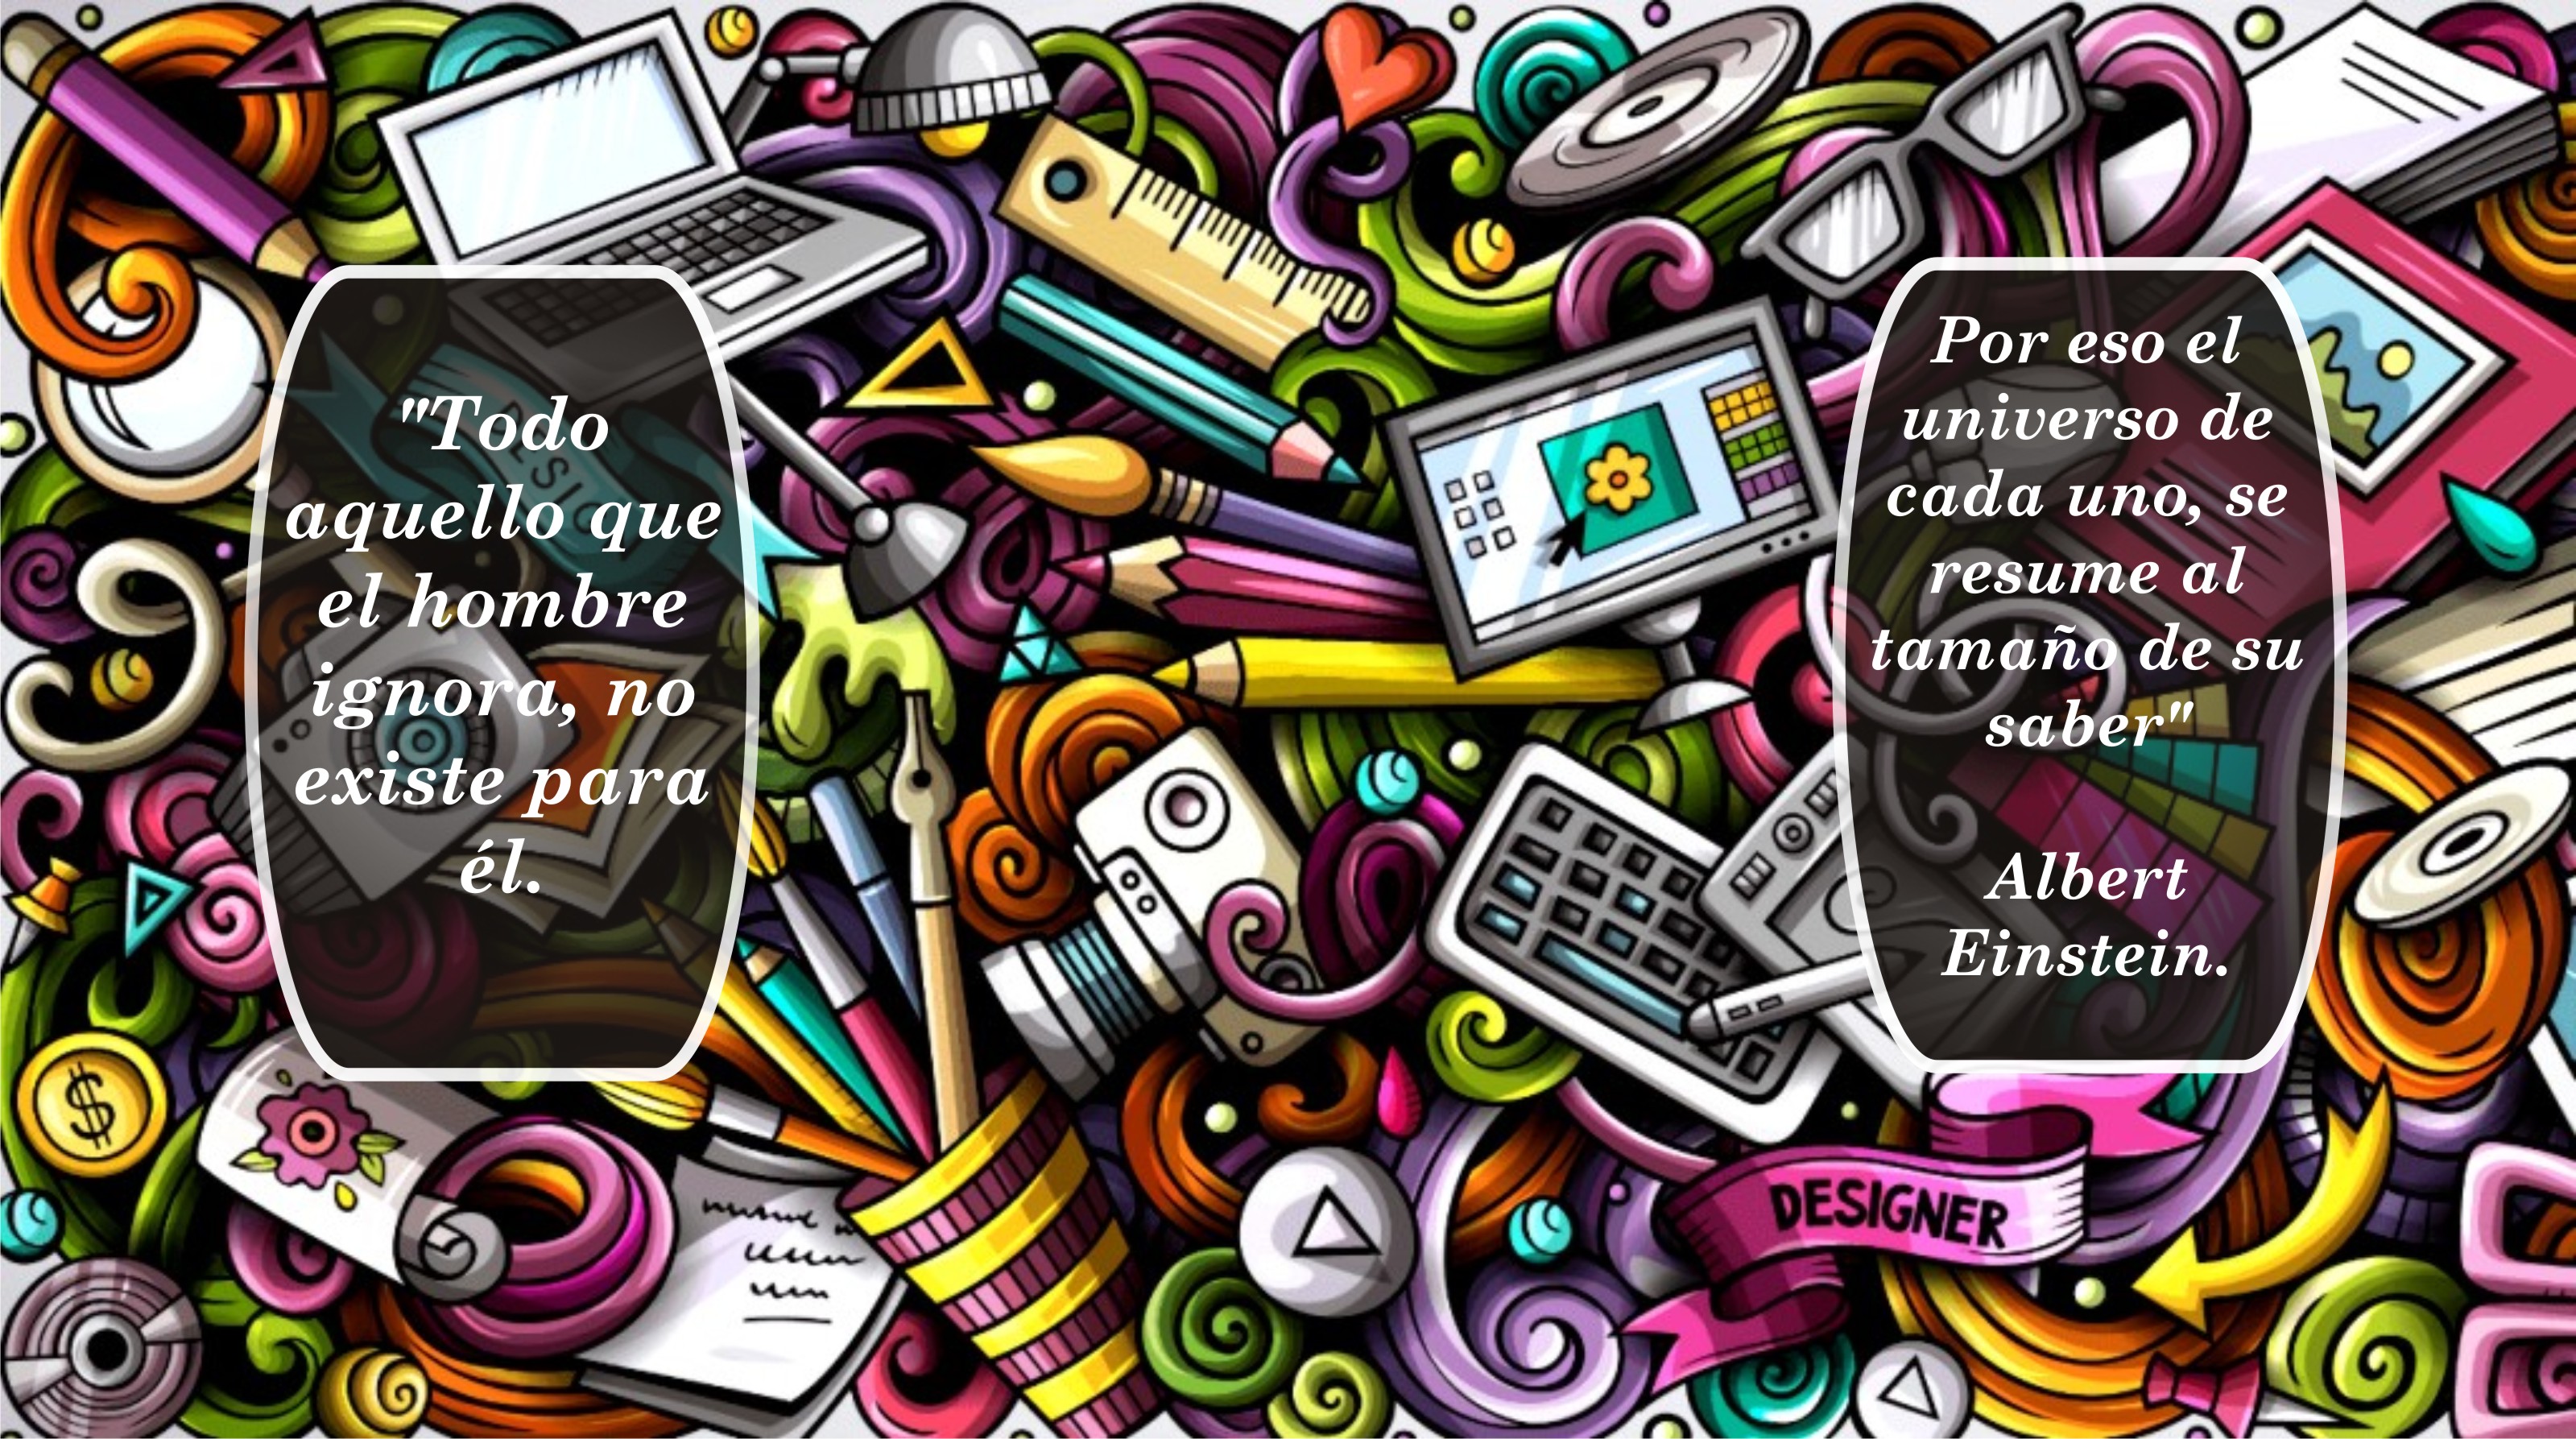 "Todo
aquello que
el hombre
ignora, no
existe para
él.
Por eso el
universo de
cada uno, se
resume al
tamaño de su
saber"
Albert
Einstein.
DESIGN
$
DESIGNER